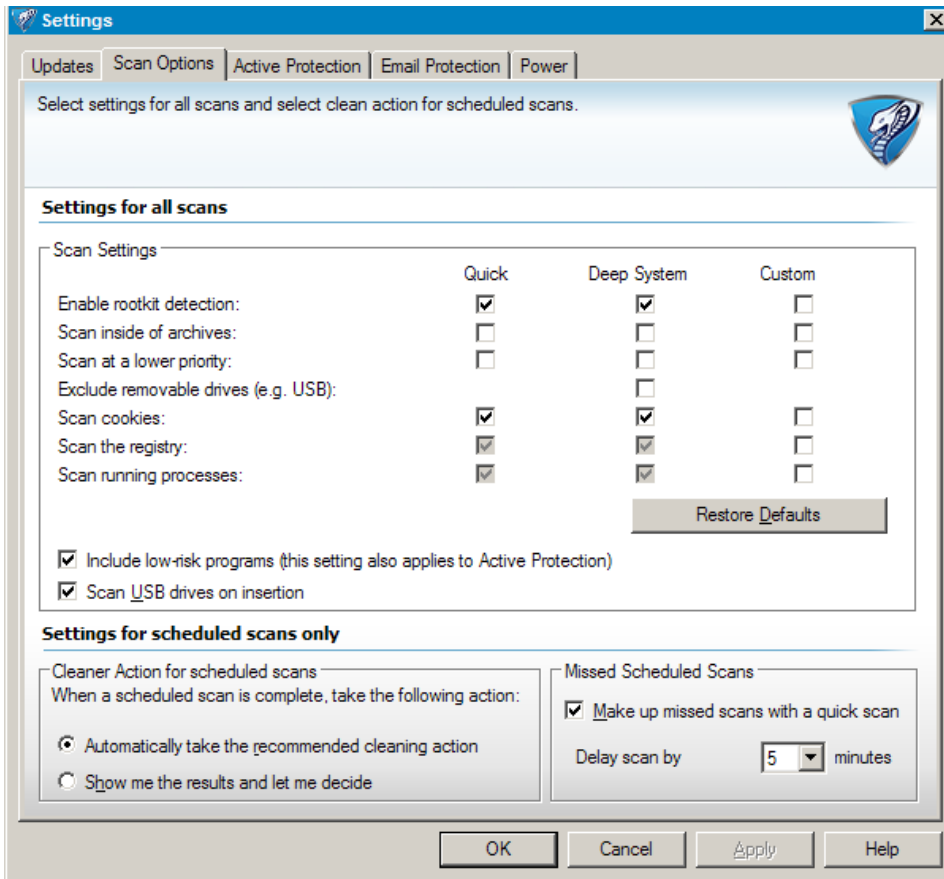 Settings
Updates Scan Options Active Protection Email Protection Power
Select settings for all scans and select clean action for scheduled scans.
Settings for all scans
Scan Settings
Quick Deep System Custom
Enable rootkit detection:
Scan inside of archives:
Scan at a lower priority:
Exclude removable drives (e.g. USB):
Scan cookies:
Scan the registry:
Scan running processes:
Restore Defaults
Include low-risk programs (this setting also applies to Active Protection)
Scan USB drives on insertion
Settings for scheduled scans only
Cleaner Action for scheduled scans
When a scheduled scan is complete, take the following action:
Automatically take the recommended cleaning action
Show me the results and let me decide
Missed Scheduled Scans
Make up missed scans with a quick scan
Delay scan by 5 minutes
OK Cancel Apply Help